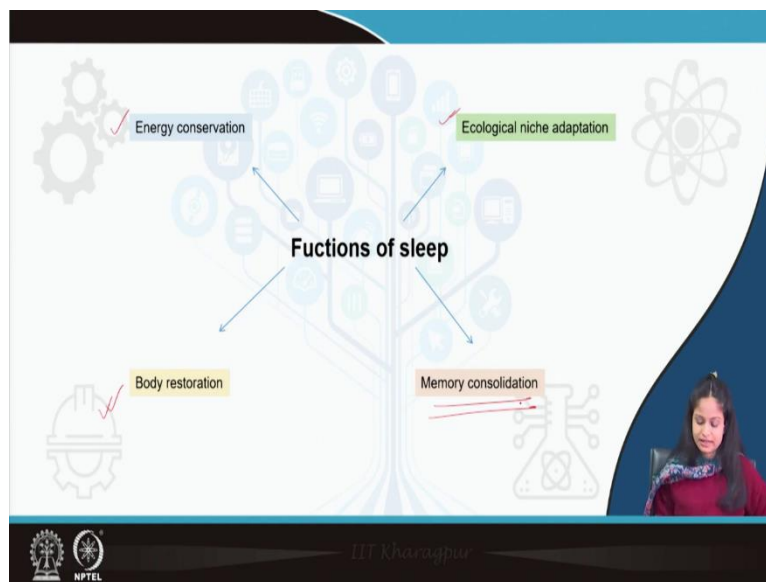 Energy conservation
Ecological niche adaptation
Fuctions of sleep
Body restoration
Memory consolidation
IIT Kharagpur
NPTEL